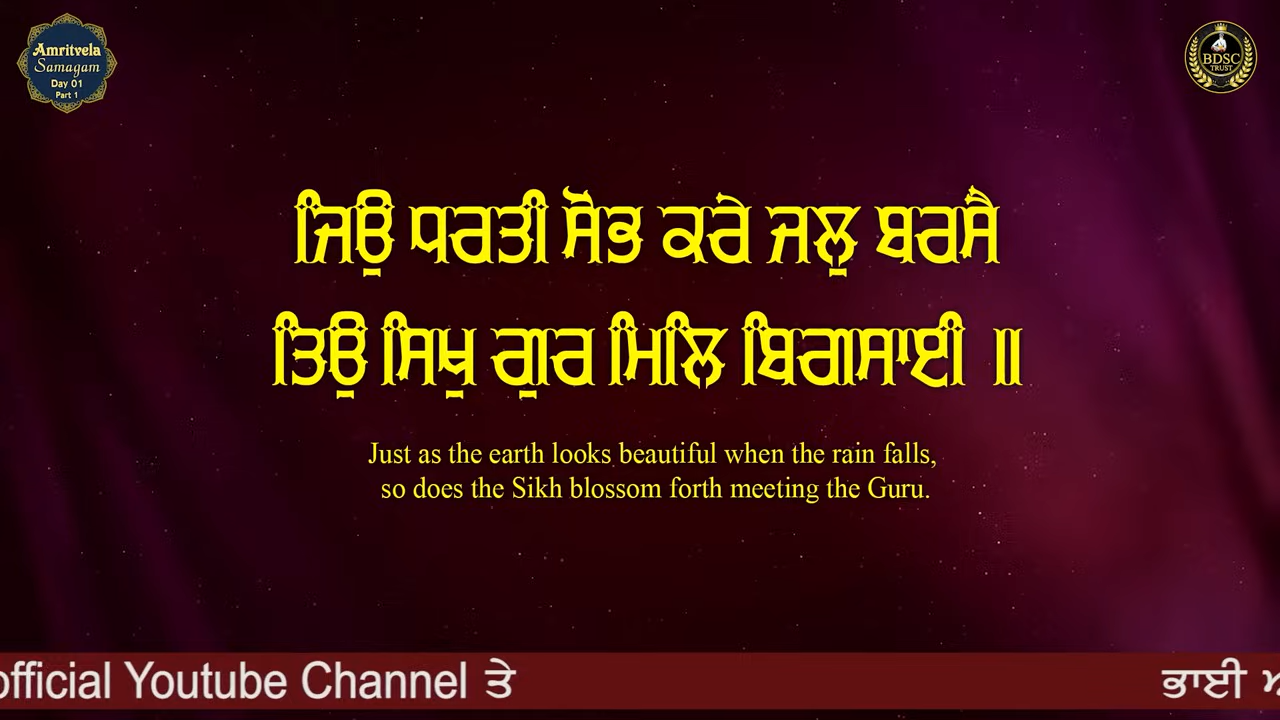 Amritvela
Samagam
Day 01
Part 1
BDSC
TRUST
ਜਿਉ ਧਰਤੀ ਸੋਭ ਕਰੇ ਜਲੁ ਬਰਸੈ
ਤਿਉ ਸਿਖੁ ਗੁਰ ਮਿਲਿ ਬਿਗਸਾਈ ॥
Just as the earth looks beautiful when the rain falls,
so does the Sikh blossom forth meeting the Guru.
official Youtube Channel ਤੇ ਭਾਈ